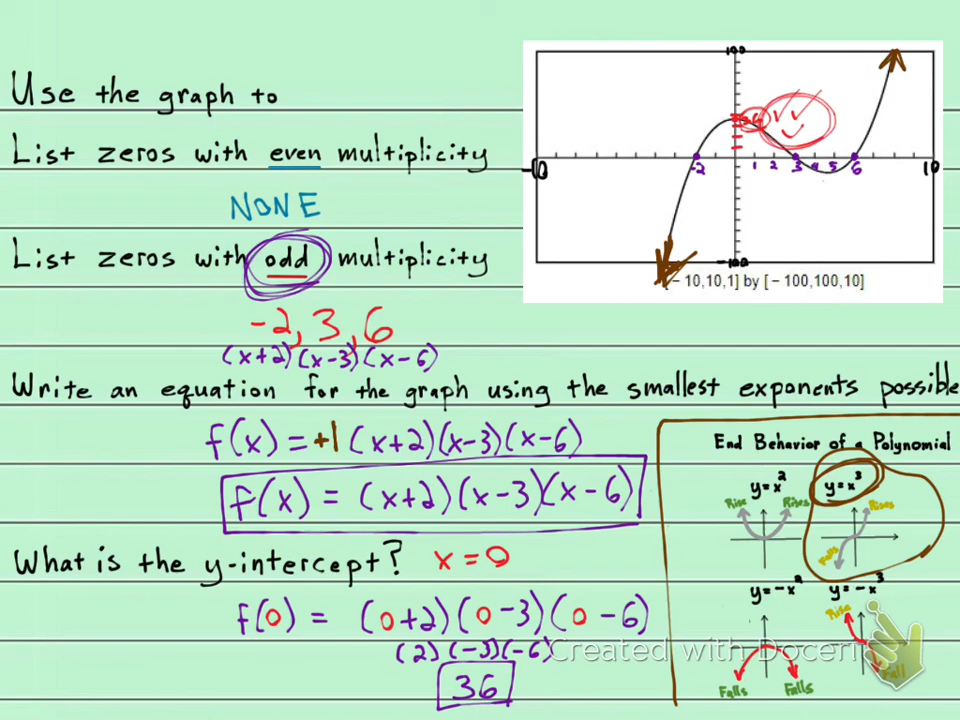 Use the graph to
List zeros with even multiplicity
NONE
List zeros with odd multiplicity
-2, 3, 6
(x+2) (x-3) (x-6)
Write an equation for the graph using the smallest exponents possible
f(x) = +1 (x+2)(x-3)(x-6)
f(x) = (x+2)(x-3)(x-6)
What is the y-intercept? x = 0
f(0) = (0+2)(0-3)(0-6)
(2)(-3)(-6)
36
100
36
-10
-2 1 2 3 4 5 6
10
-100
[-10,10,1] by [-100,100,10]
End Behavior of a Polynomial
y=x²
Rise Rises
y=x³
Rises
Falls
y=-x²
Falls Falls
y=-x³
Rise
Fall
Created with Doceri